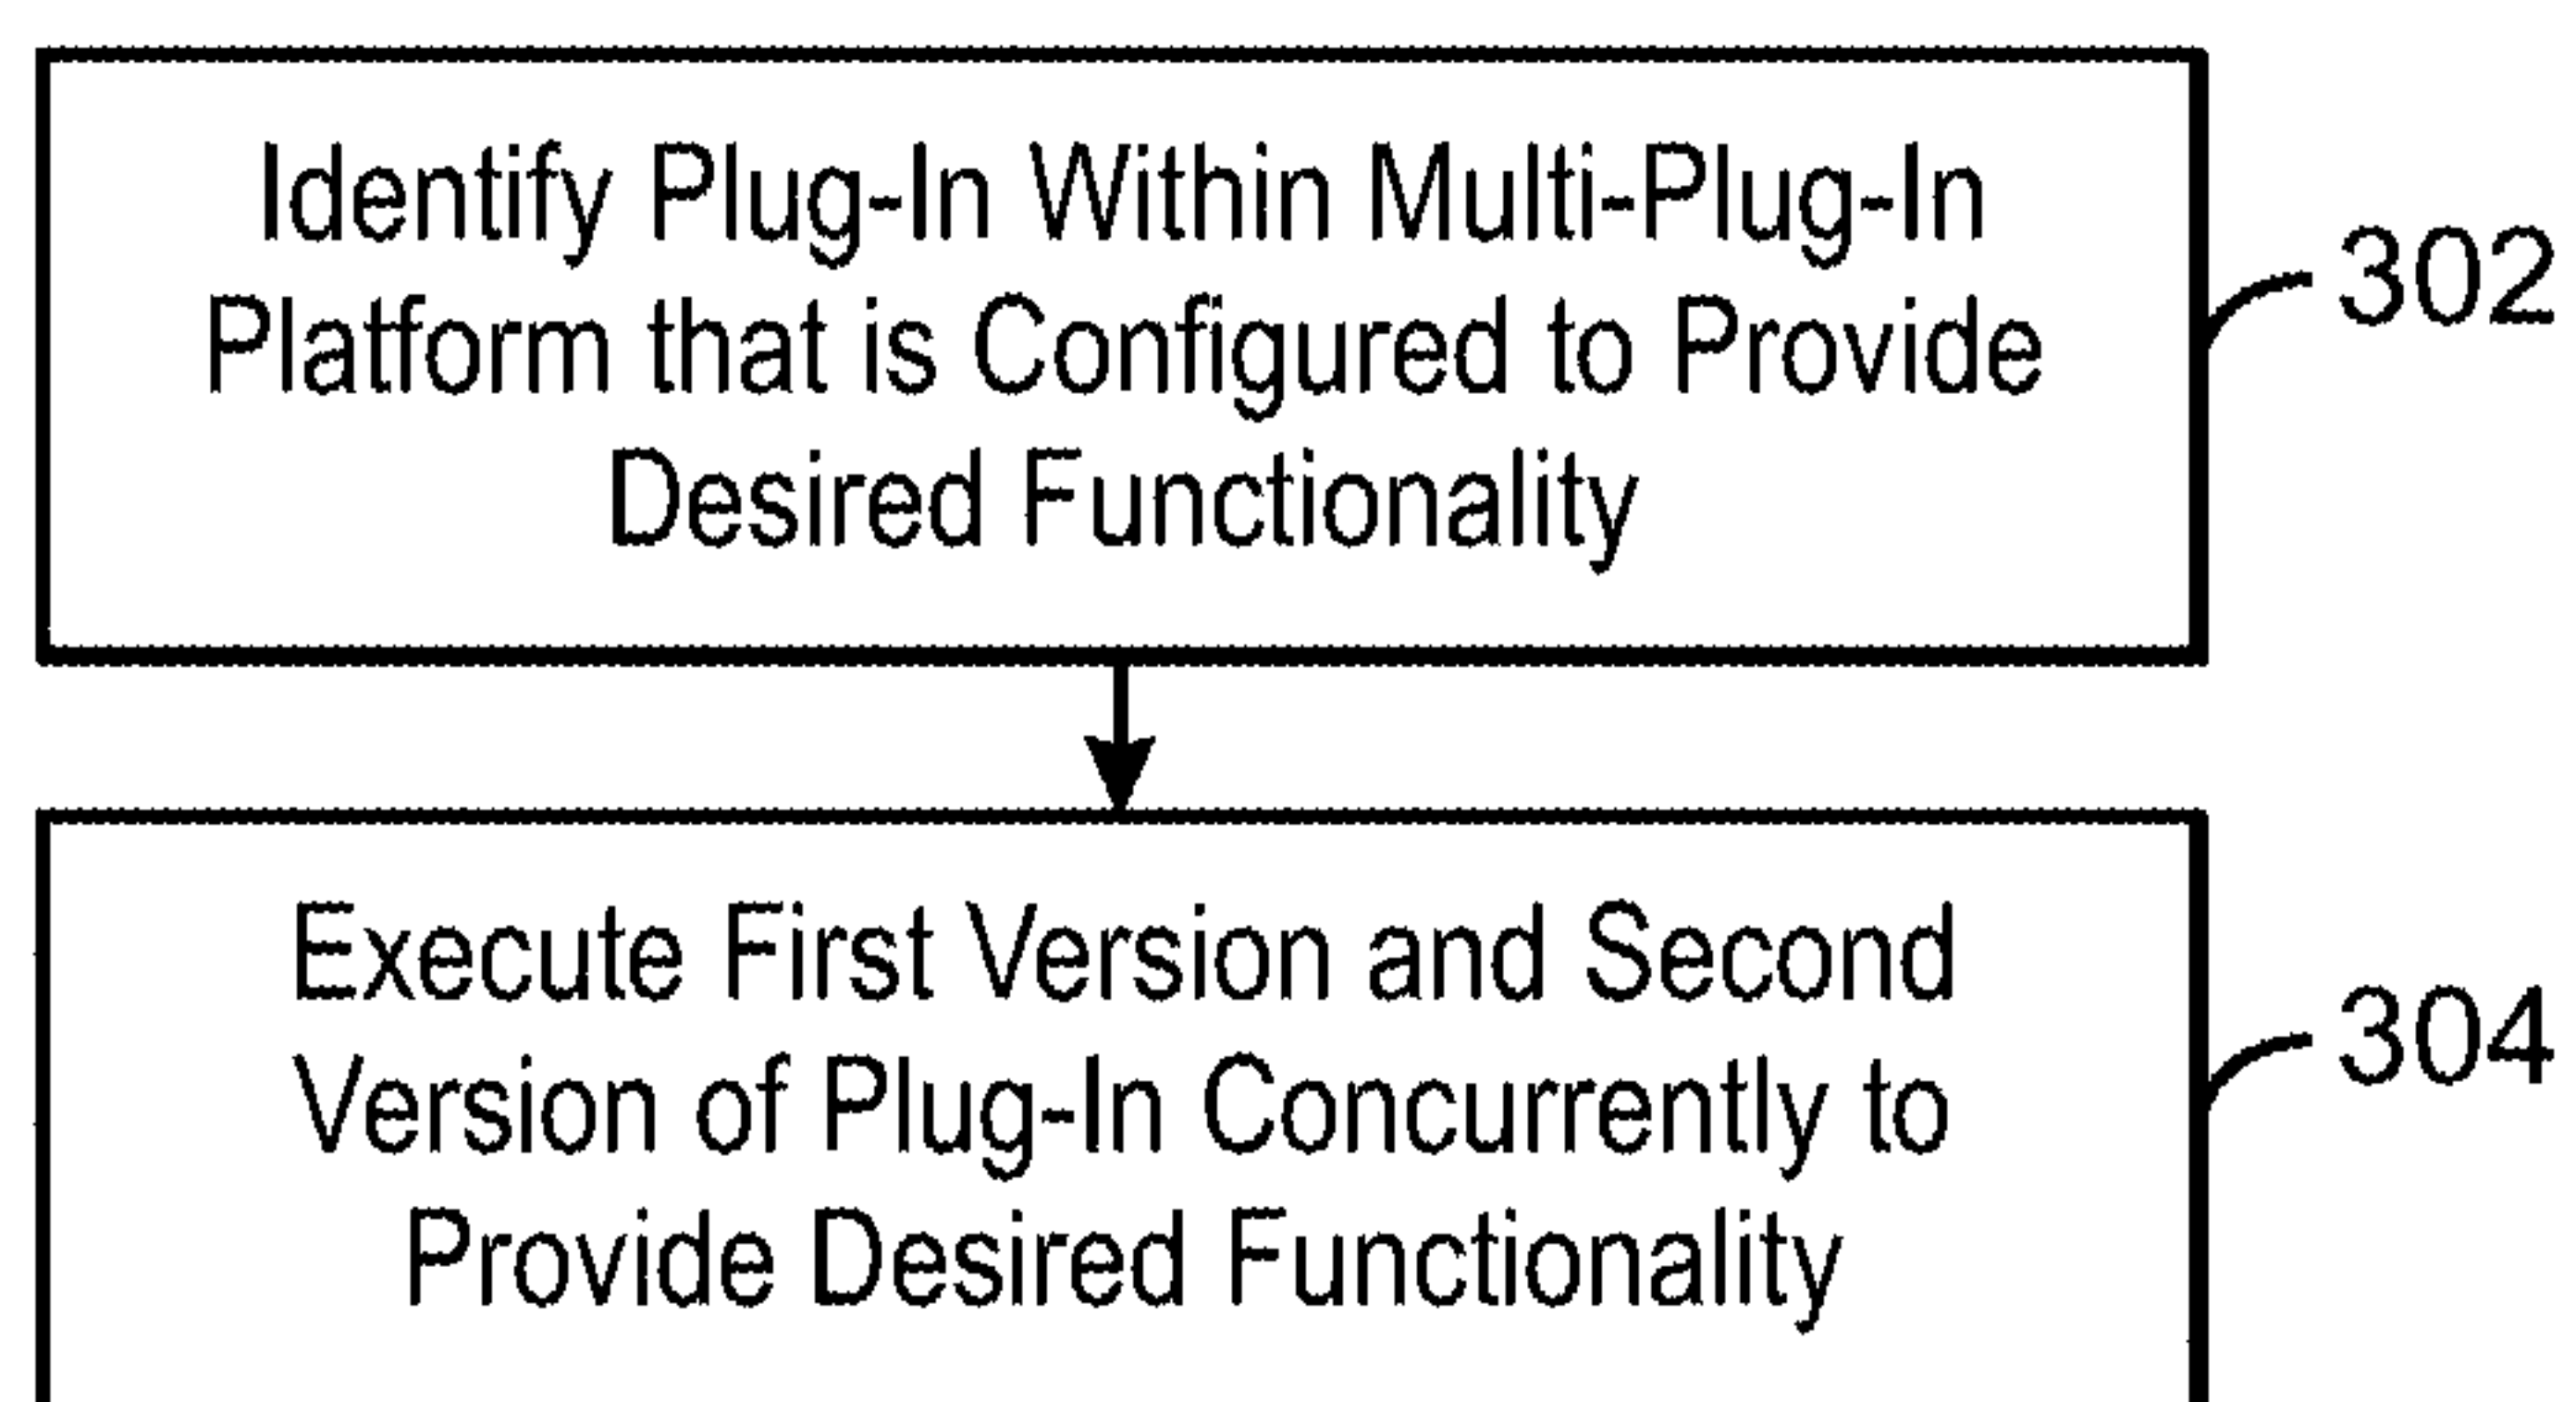 Identify Plug-In Within Multi-Plug-In
Platform that is Configured to Provide
Desired Functionality
302
Execute First Version and Second
Version of Plug-In Concurrently to
Provide Desired Functionality
304